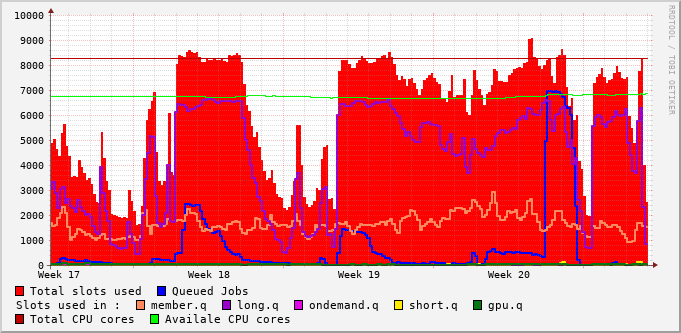 10000
9000
8000
7000
6000
5000
4000
3000
2000
1000
0
Week 17 Week 18 Week 19 Week 20
RRDTOOL / TOBI OETIKER
Total slots used Queued Jobs
Slots used in : member.q long.q ondemand.q short.q gpu.q
Total CPU cores Availale CPU cores